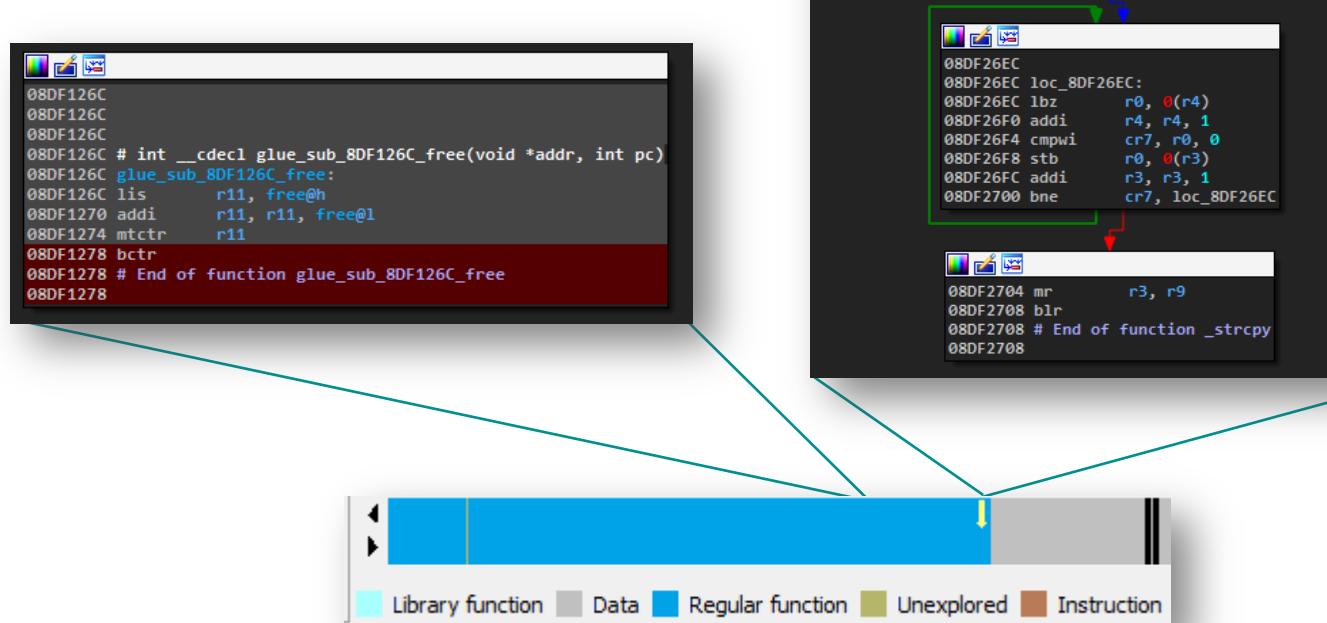 08DF126C
08DF126C
08DF126C
08DF126C # int __cdecl glue_sub_8DF126C_free(void *addr, int pc)
08DF126C glue_sub_8DF126C_free:
08DF126C lis r11, free@h
08DF1270 addi r11, r11, free@l
08DF1274 mtctr r11
08DF1278 bctr
08DF1278 # End of function glue_sub_8DF126C_free
08DF1278
08DF26EC
08DF26EC loc_8DF26EC:
08DF26EC lbz r0, 0(r4)
08DF26F0 addi r4, r4, 1
08DF26F4 cmpwi cr7, r0, 0
08DF26F8 stb r0, 0(r3)
08DF26FC addi r3, r3, 1
08DF2700 bne cr7, loc_8DF26EC
08DF2704 mr r3, r9
08DF2708 blr
08DF2708 # End of function _strcpy
08DF2708
Library function Data Regular function Unexplored Instruction